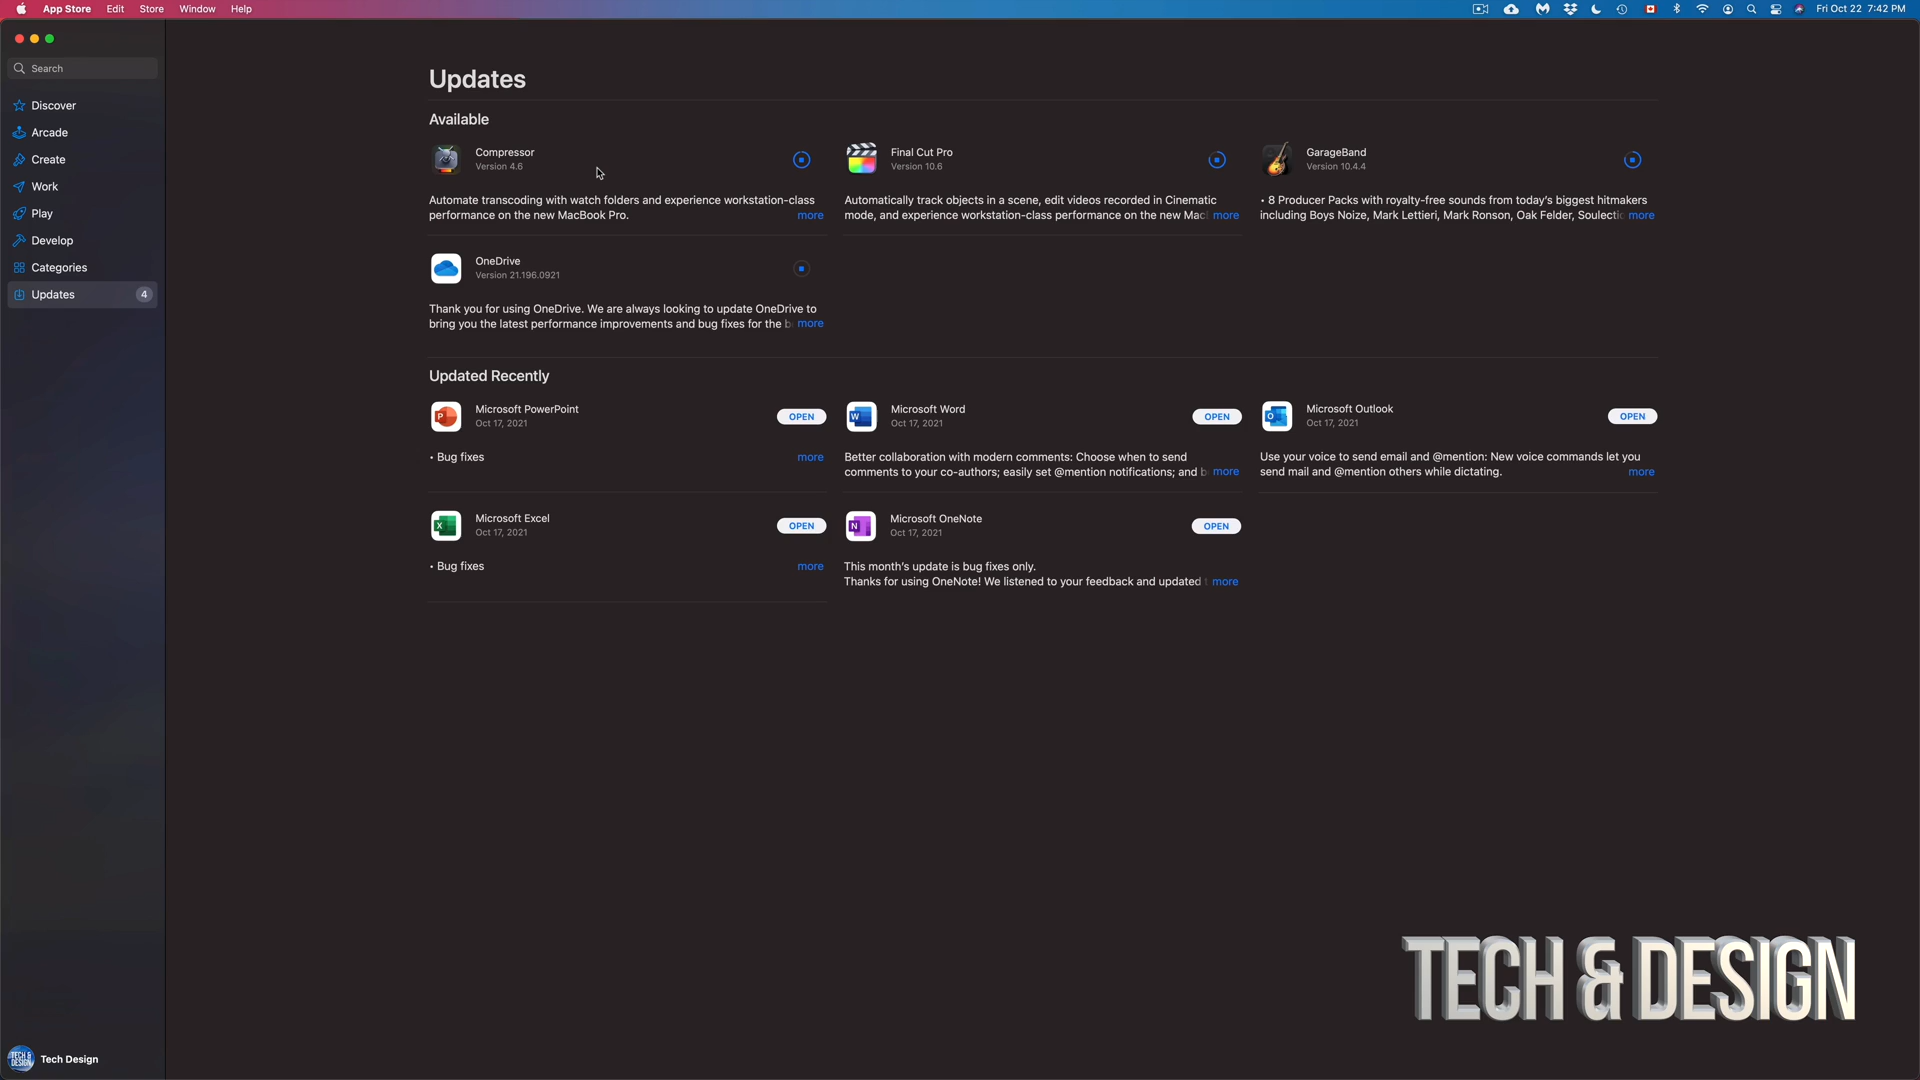 App Store Edit Store Window Help Fri Oct 22 7:42 PM
Search
Discover
Arcade
Create
Work
Play
Develop
Categories
Updates 4
Tech Design
Updates
Available
Compressor
Version 4.6
Automate transcoding with watch folders and experience workstation-class
performance on the new MacBook Pro. more
Final Cut Pro
Version 10.6
Automatically track objects in a scene, edit videos recorded in Cinematic
mode, and experience workstation-class performance on the new Mac more
GarageBand
Version 10.4.4
• 8 Producer Packs with royalty-free sounds from today's biggest hitmakers
including Boys Noize, Mark Lettieri, Mark Ronson, Oak Felder, Soulectic more
OneDrive
Version 21.196.0921
Thank you for using OneDrive. We are always looking to update OneDrive to
bring you the latest performance improvements and bug fixes for the b more
Updated Recently
Microsoft PowerPoint
Oct 17, 2021
OPEN
• Bug fixes more
Microsoft Word
Oct 17, 2021
OPEN
Better collaboration with modern comments: Choose when to send
comments to your co-authors; easily set @mention notifications; and b more
Microsoft Outlook
Oct 17, 2021
OPEN
Use your voice to send email and @mention: New voice commands let you
send mail and @mention others while dictating. more
Microsoft Excel
Oct 17, 2021
OPEN
• Bug fixes more
Microsoft OneNote
Oct 17, 2021
OPEN
This month's update is bug fixes only.
Thanks for using OneNote! We listened to your feedback and updated t more
TECH & DESIGN